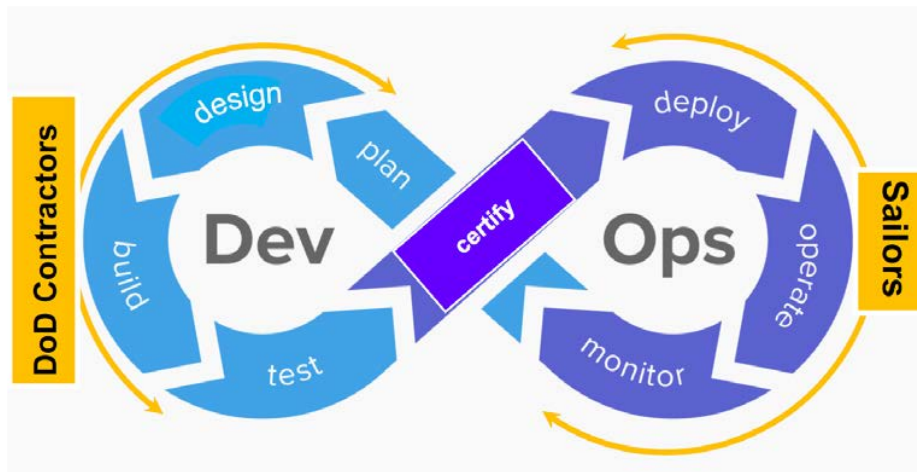 DoD Contractors
design
plan
build
Dev
test
certify
deploy
Ops
operate
monitor
Sailors